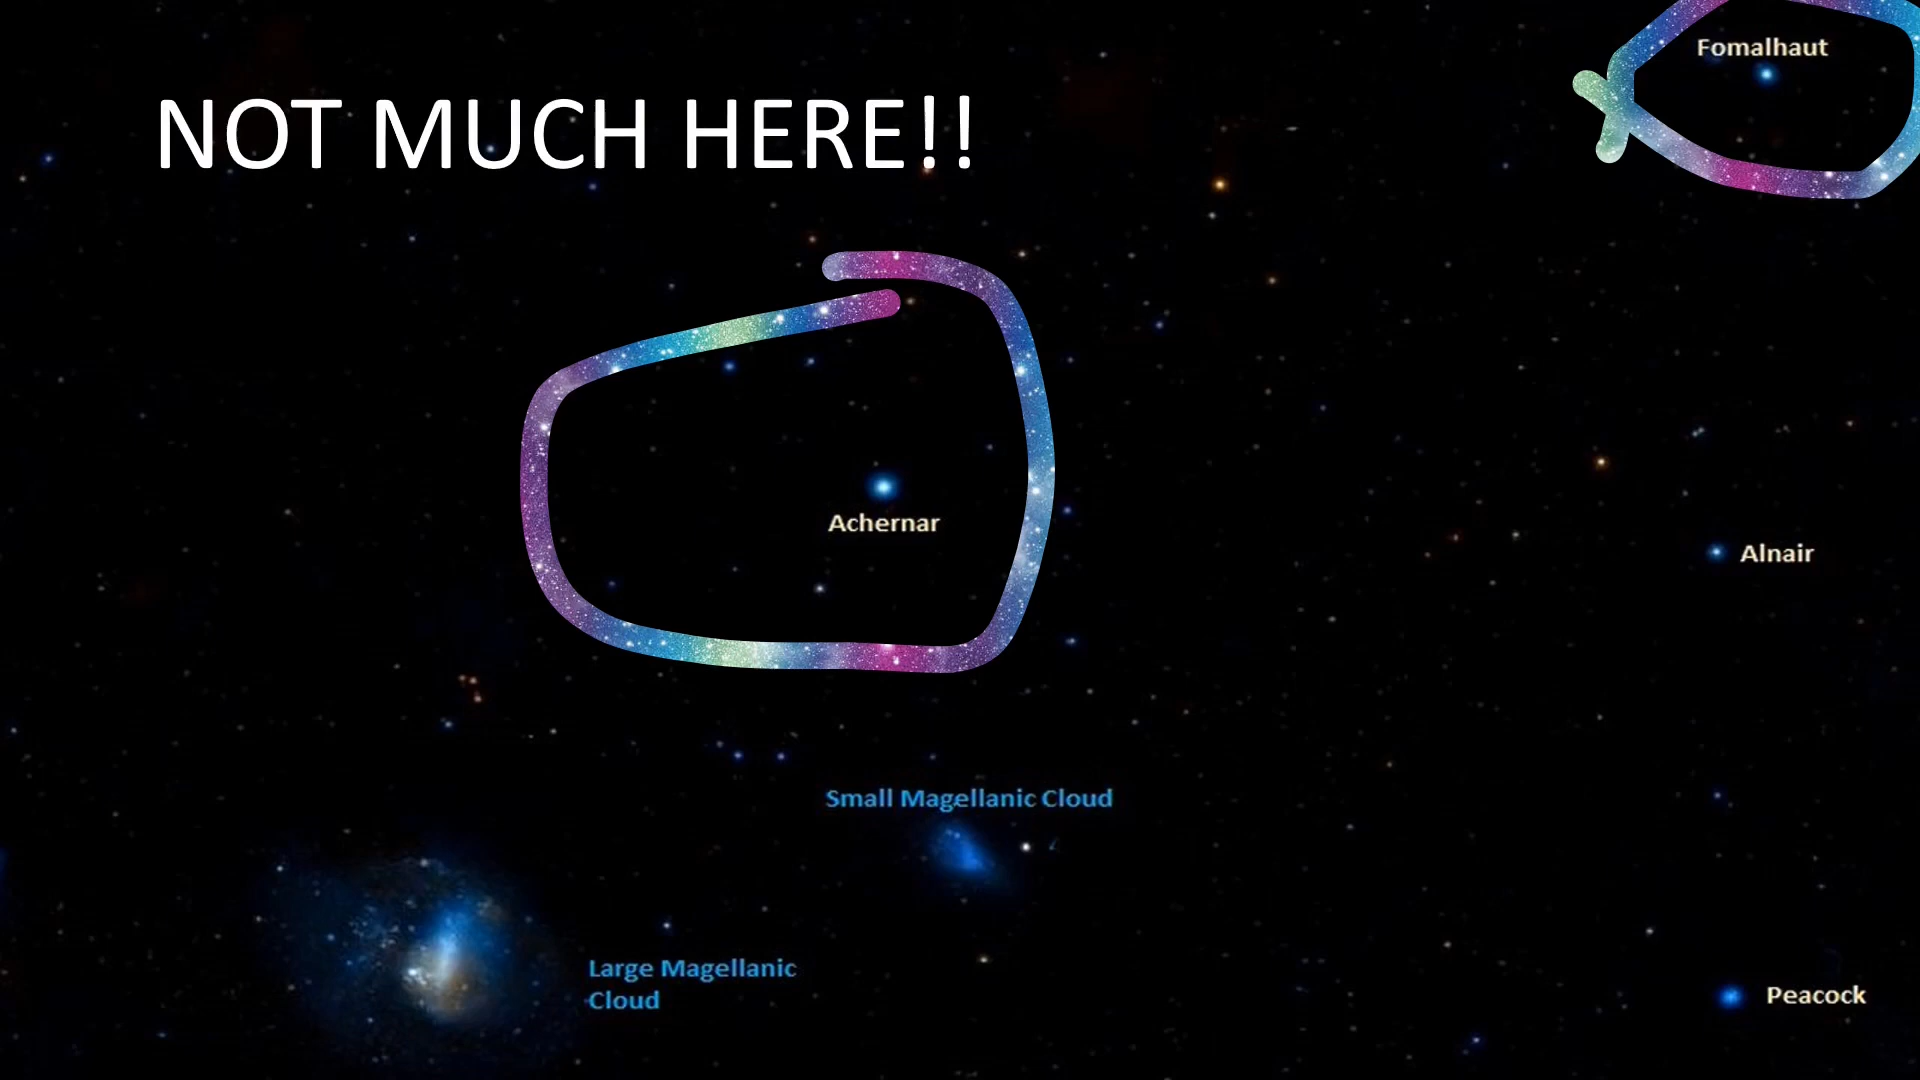 Fomalhaut
NOT MUCH HERE!!
Achernar
Alnair
Small Magellanic Cloud
Large Magellanic
Cloud
Peacock